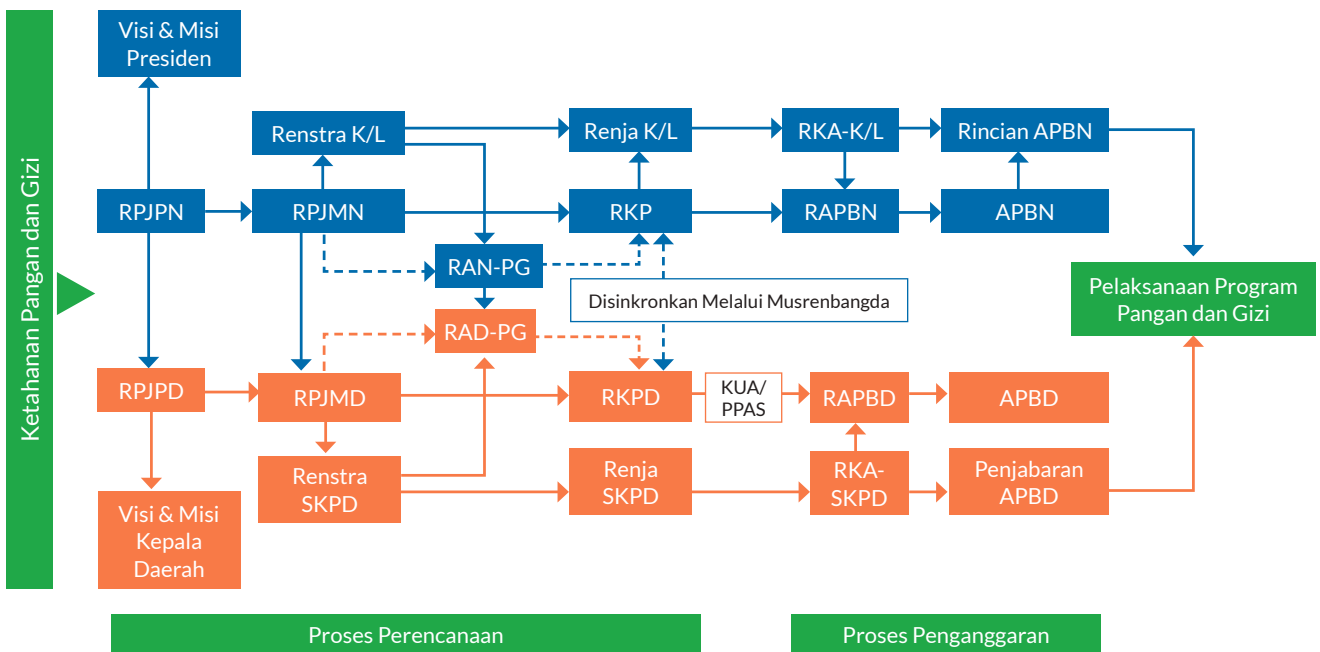 Ketahanan Pangan dan Gizi
Visi & Misi
Presiden
Renstra K/L
Renja K/L
RKA-K/L
Rincian APBN
RPJPN
RPJMN
RKP
RAPBN
APBN
RAN-PG
Disinkronkan Melalui Musrenbangda
Pelaksanaan Program
Pangan dan Gizi
RAD-PG
RPJPD
RPJMD
RKPD
KUA/
PPAS
RAPBD
APBD
Renstra
SKPD
Renja
SKPD
RKA-
SKPD
Penjabaran
APBD
Visi & Misi
Kepala
Daerah
Proses Perencanaan
Proses Penganggaran